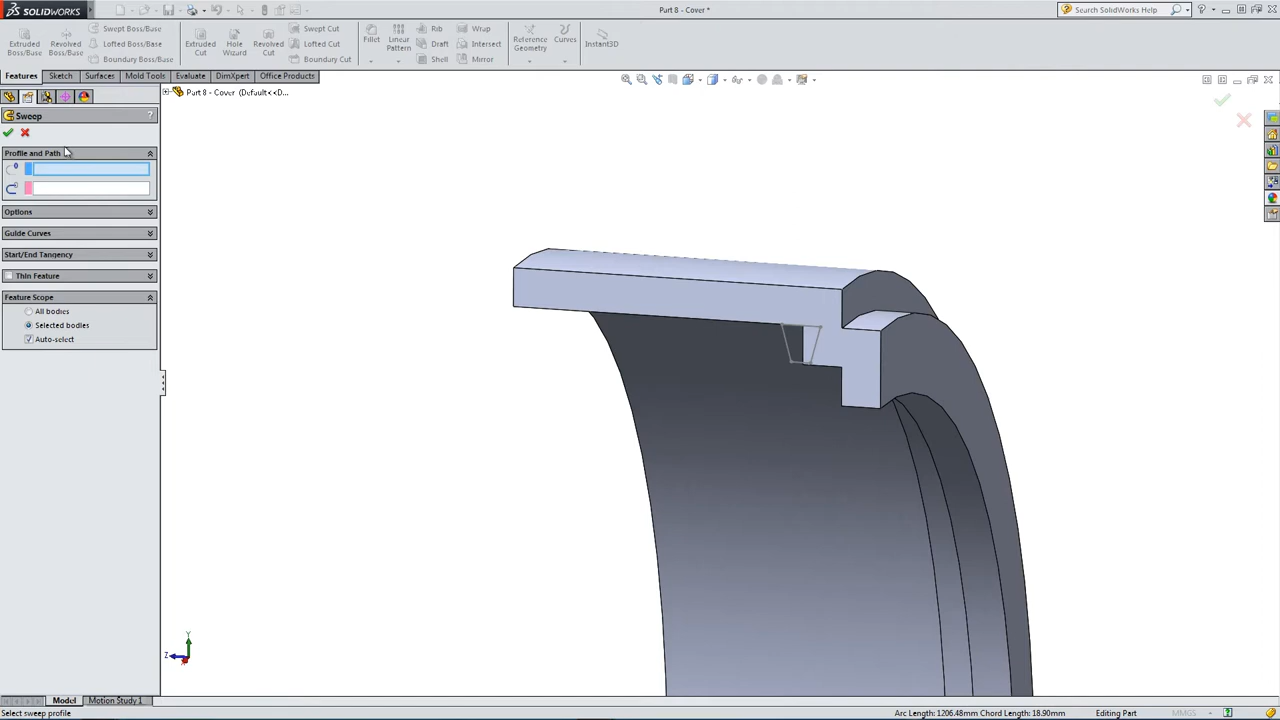 SOLIDWORKS
Part 8 - Cover *
Search SolidWorks Help
Extruded Boss/Base
Revolved Boss/Base
Swept Boss/Base
Lofted Boss/Base
Boundary Boss/Base
Extruded Cut
Hole Wizard
Revolved Cut
Swept Cut
Lofted Cut
Boundary Cut
Fillet
Linear Pattern
Rib
Draft
Shell
Wrap
Intersect
Mirror
Reference Geometry
Curves
Instant3D
Features
Sketch
Surfaces
Mold Tools
Evaluate
DimXpert
Office Products
Part 8 - Cover (Default<<D...
Sweep
?
Profile and Path
Options
Guide Curves
Start/End Tangency
Thin Feature
Feature Scope
All bodies
Selected bodies
Auto-select
Y
Z
Model
Motion Study 1
Select sweep profile
Arc Length: 1206.48mm Chord Length: 18.90mm
Editing Part
MMGS